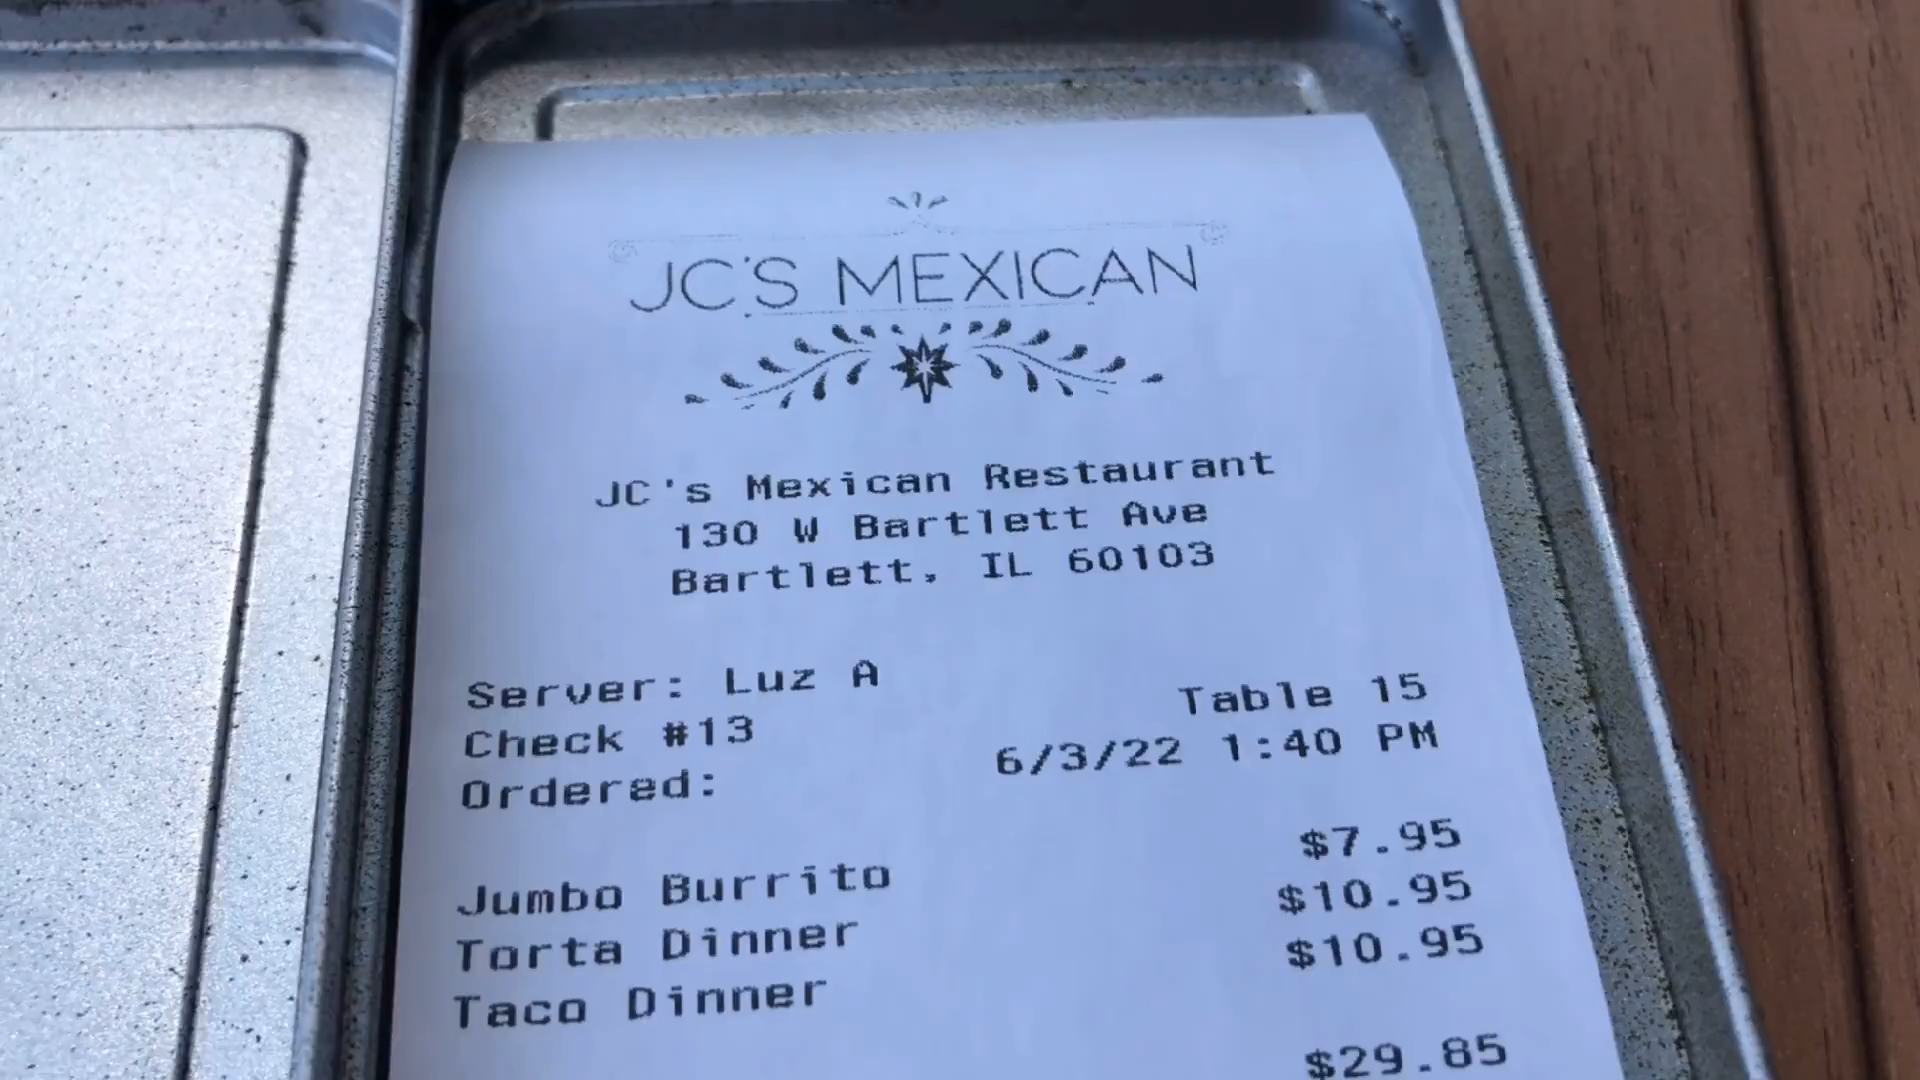 JC'S MEXICAN
JC's Mexican Restaurant
130 W Bartlett Ave
Bartlett, IL 60103
Server: Luz A
Check #13 Table 15
Ordered: 6/3/22 1:40 PM
Jumbo Burrito $7.95
Torta Dinner $10.95
Taco Dinner $10.95
$29.85